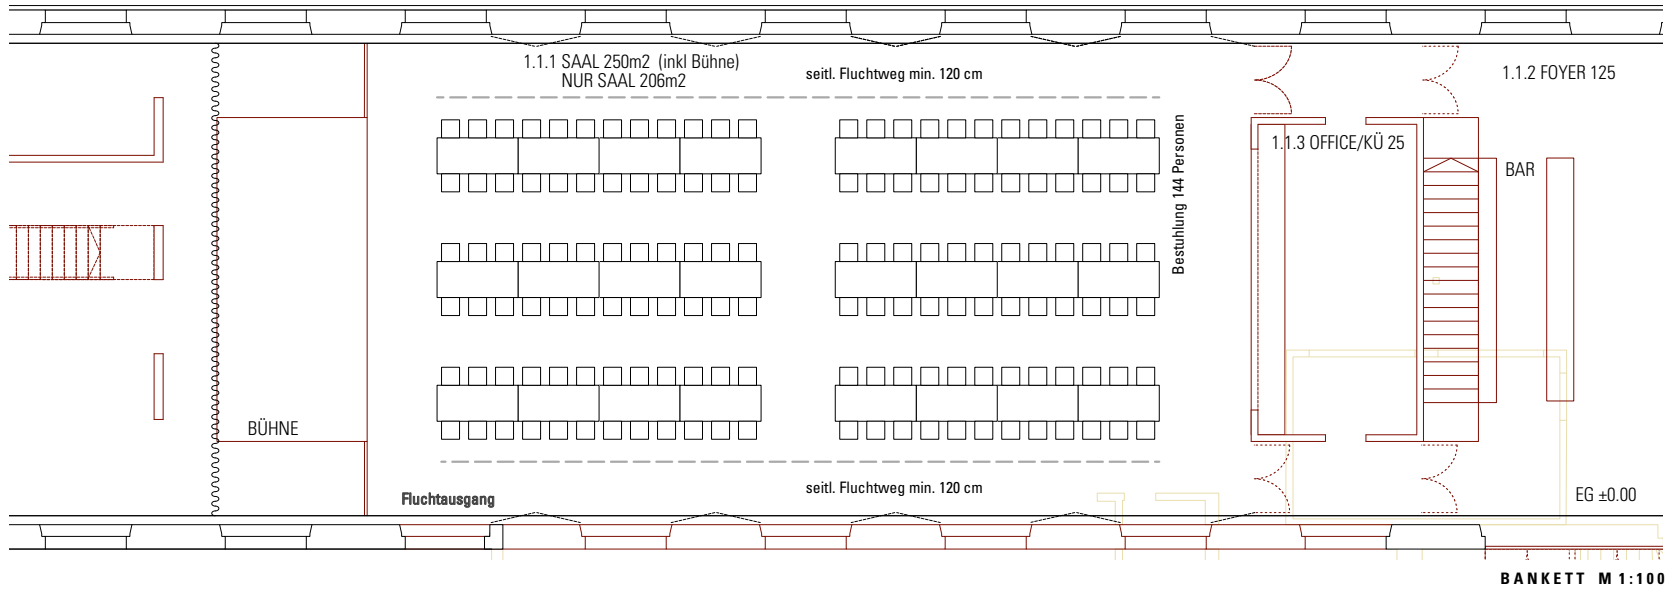 1.1.1 SAAL 250m2 (inkl Bühne)
NUR SAAL 206m2
seitl. Fluchtweg min. 120 cm
1.1.2 FOYER 125
Bestuhlung 144 Personen
1.1.3 OFFICE/KÜ 25
BAR
BÜHNE
Fluchtausgang
seitl. Fluchtweg min. 120 cm
EG ±0.00
BANKETT M 1:100